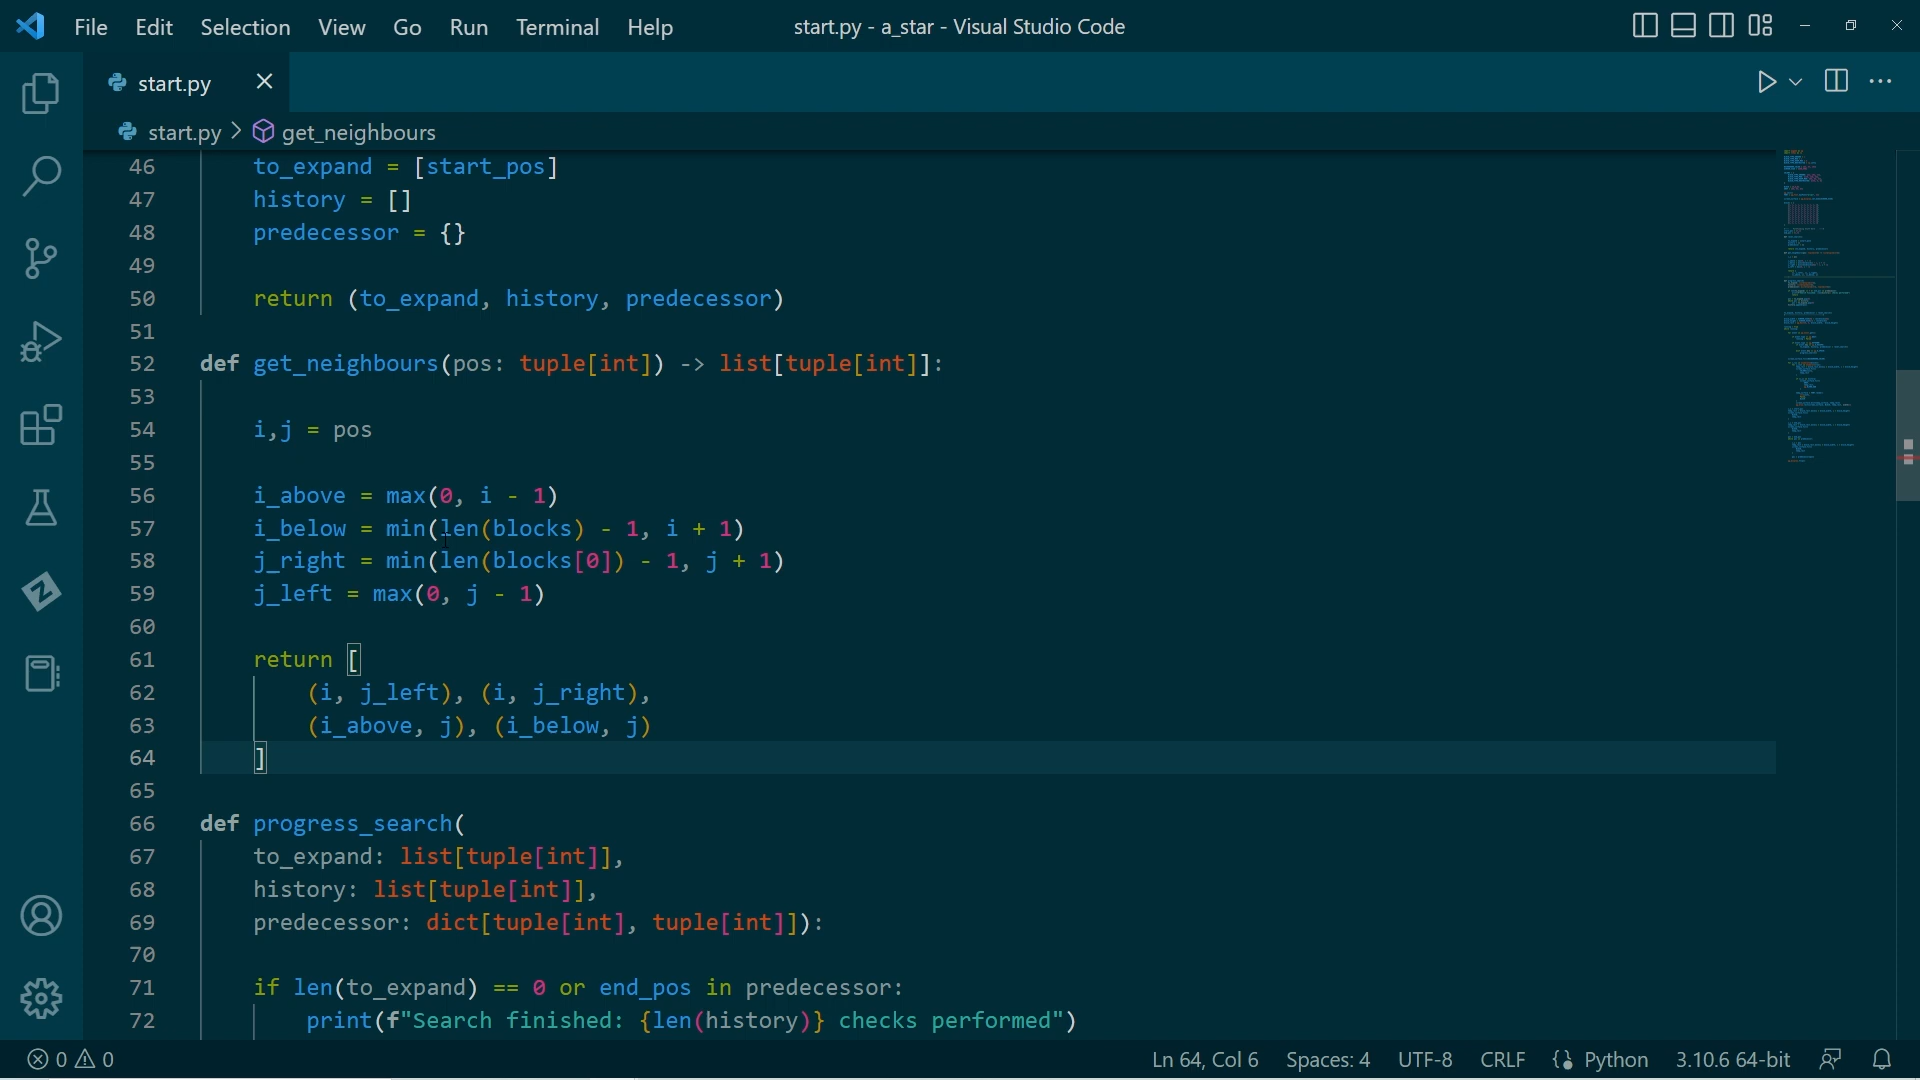 File Edit Selection View Go Run Terminal Help start.py - a_star - Visual Studio Code
start.py
start.py > get_neighbours
46 to_expand = [start_pos]
47 history = []
48 predecessor = {}
49
50 return (to_expand, history, predecessor)
51
52 def get_neighbours(pos: tuple[int]) -> list[tuple[int]]:
53
54 i,j = pos
55
56 i_above = max(0, i - 1)
57 i_below = min(len(blocks) - 1, i + 1)
58 j_right = min(len(blocks[0]) - 1, j + 1)
59 j_left = max(0, j - 1)
60
61 return [
62 (i, j_left), (i, j_right),
63 (i_above, j), (i_below, j)
64 ]
65
66 def progress_search(
67 to_expand: list[tuple[int]],
68 history: list[tuple[int]],
69 predecessor: dict[tuple[int], tuple[int]]):
70
71 if len(to_expand) == 0 or end_pos in predecessor:
72 print(f"Search finished: {len(history)} checks performed")
0 0 Ln 64, Col 6 Spaces: 4 UTF-8 CRLF Python 3.10.6 64-bit